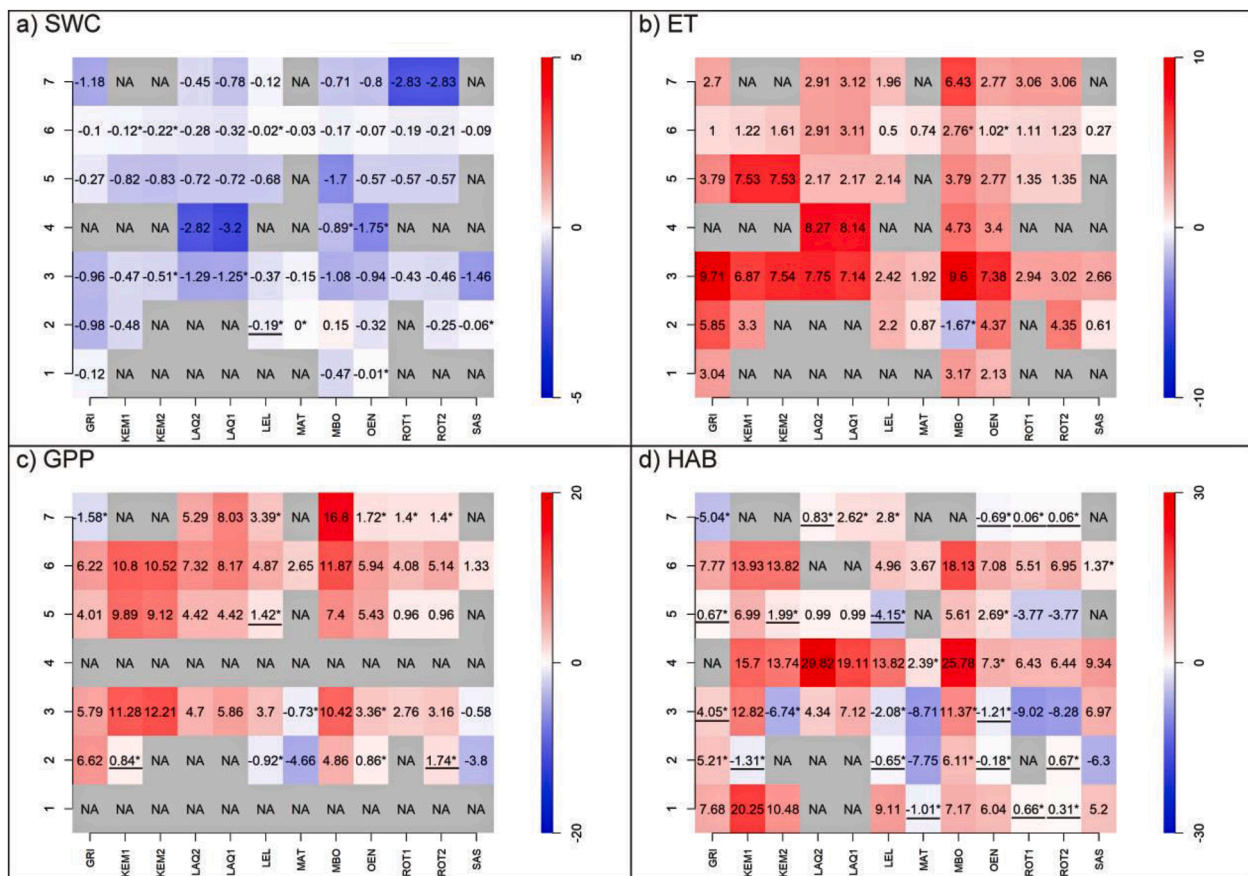 a) SWC
7 -1.18 NA NA -0.45 -0.78 -0.12 NA -0.71 -0.8 -2.83 -2.83 NA
6 -0.1 -0.12* -0.22* -0.28 -0.32 -0.02* -0.03 -0.17 -0.07 -0.19 -0.21 -0.09
5 -0.27 -0.82 -0.83 -0.72 -0.72 -0.68 NA -1.7 -0.57 -0.57 -0.57 NA
4 NA NA NA -2.82 -3.2 NA NA -0.89* -1.75* NA NA NA
3 -0.96 -0.47 -0.51* -1.29 -1.25* -0.37 -0.15 -1.08 -0.94 -0.43 -0.46 -1.46
2 -0.98 -0.48 NA NA NA -0.19* 0* 0.15 -0.32 NA -0.25 -0.06*
1 -0.12 NA NA NA NA NA NA -0.47 -0.01* NA NA NA
GRI KEM1 KEM2 LAQ2 LAQ1 LEL MAT MBO OEN ROT1 ROT2 SAS
5
0
-5
b) ET
7 2.7 NA NA 2.91 3.12 1.96 NA 6.43 2.77 3.06 3.06 NA
6 1 1.22 1.61 2.91 3.11 0.5 0.74 2.76* 1.02* 1.11 1.23 0.27
5 3.79 7.53 7.53 2.17 2.17 2.14 NA 3.79 2.77 1.35 1.35 NA
4 NA NA NA 8.27 8.14 NA NA 4.73 3.4 NA NA NA
3 9.71 6.87 7.54 7.75 7.14 2.42 1.92 9.6 7.38 2.94 3.02 2.66
2 5.85 3.3 NA NA NA 2.2 0.87 -1.67* 4.37 NA 4.35 0.61
1 3.04 NA NA NA NA NA NA 3.17 2.13 NA NA NA
GRI KEM1 KEM2 LAQ2 LAQ1 LEL MAT MBO OEN ROT1 ROT2 SAS
10
0
-10
c) GPP
7 -1.58* NA NA 5.29 8.03 3.39* NA 16.8 1.72* 1.4* 1.4* NA
6 6.22 10.8 10.52 7.32 8.17 4.87 2.65 11.87 5.94 4.08 5.14 1.33
5 4.01 9.89 9.12 4.42 4.42 1.42* NA 7.4 5.43 0.96 0.96 NA
4 NA NA NA NA NA NA NA NA NA NA NA NA
3 5.79 11.28 12.21 4.7 5.86 3.7 -0.73* 10.42 3.36* 2.76 3.16 -0.58
2 6.62 0.84* NA NA NA -0.92* -4.66 4.86 0.86* NA 1.74* -3.8
1 NA NA NA NA NA NA NA NA NA NA NA NA
GRI KEM1 KEM2 LAQ2 LAQ1 LEL MAT MBO OEN ROT1 ROT2 SAS
20
0
-20
d) HAB
7 -5.04* NA NA 0.83* 2.62* 2.8* NA NA -0.69* 0.06* 0.06* NA
6 7.77 13.93 13.82 NA NA 4.96 3.67 18.13 7.08 5.51 6.95 1.37*
5 0.67* 6.99 1.99* 0.99 0.99 -4.15* NA 5.61 2.69* -3.77 -3.77 NA
4 NA 15.7 13.74 29.82 19.11 13.82 2.39* 25.78 7.3* 6.43 6.44 9.34
3 4.05* 12.82 -6.74* 4.34 7.12 -2.08* -8.71 11.37* -1.21* -9.02 -8.28 6.97
2 5.21* -1.31* NA NA NA -0.65* -7.75 6.11* -0.18* NA 0.67* -6.3
1 7.68 20.25 10.48 NA NA 9.11 -1.01* 7.17 6.04 0.66* 0.31* 5.2
GRI KEM1 KEM2 LAQ2 LAQ1 LEL MAT MBO OEN ROT1 ROT2 SAS
30
0
-30